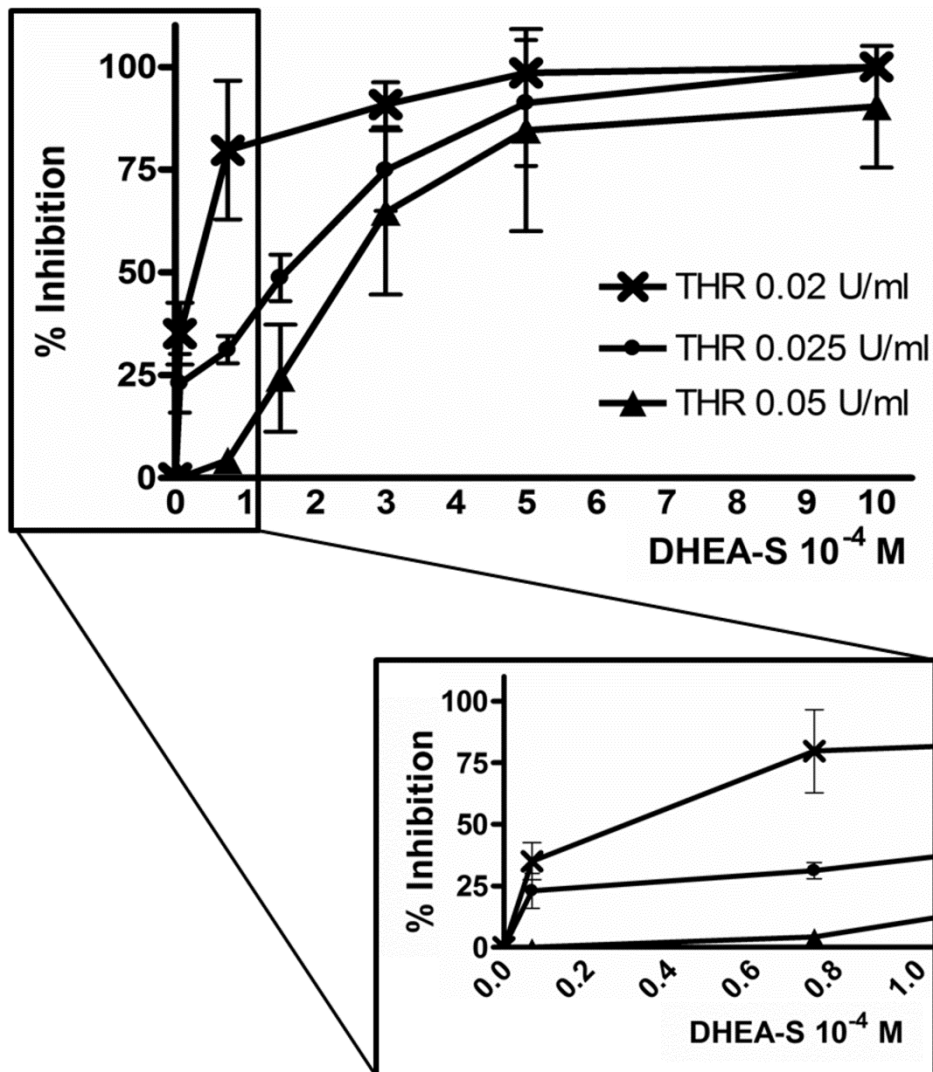 100
75
50
25
0
% Inhibition
THR 0.02 U/ml
THR 0.025 U/ml
THR 0.05 U/ml
0 1 2 3 4 5 6 7 8 9 10
DHEA-S 10⁻⁴ M
100
75
50
25
0
% Inhibition
0.0 0.2 0.4 0.6 0.8 1.0
DHEA-S 10⁻⁴ M